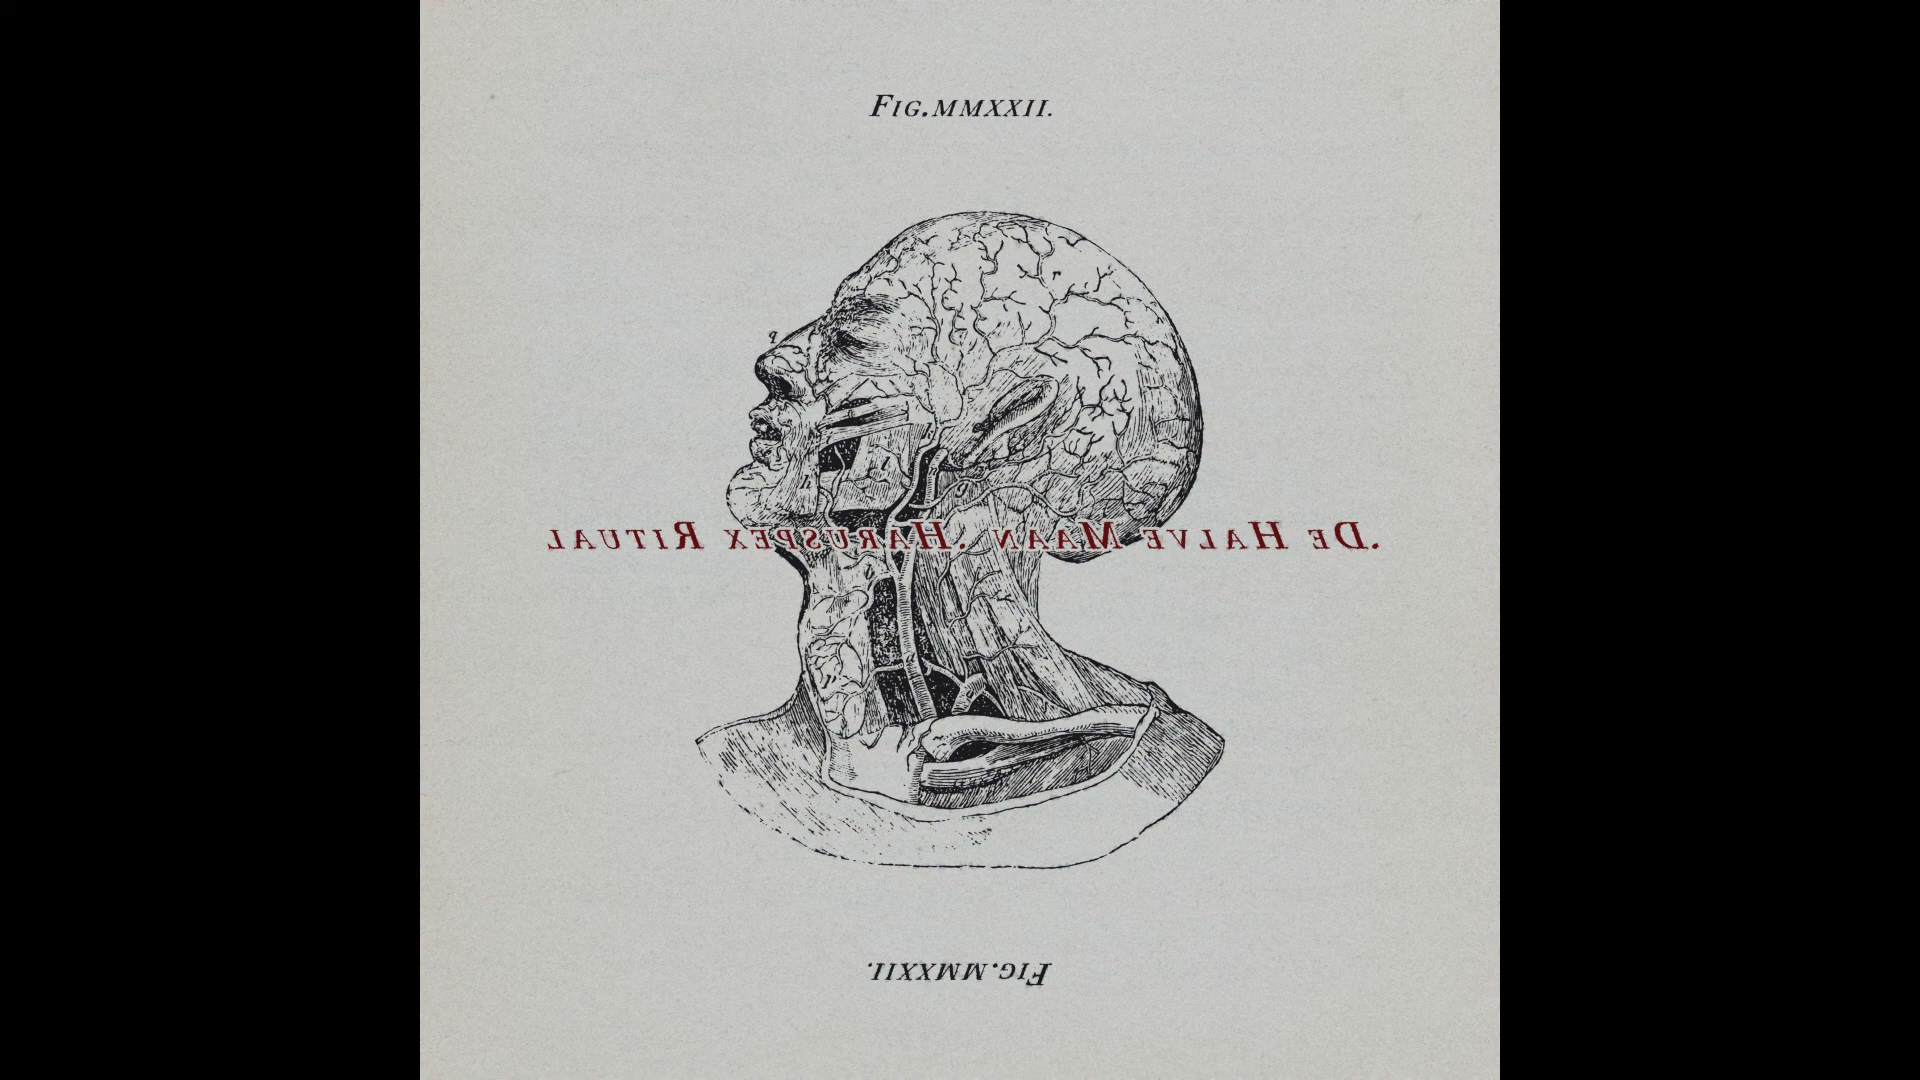 FIG.MMXXII.
.DE HALVE MAAN .HARUSPEX RITUAL
FIG.MMXXII.